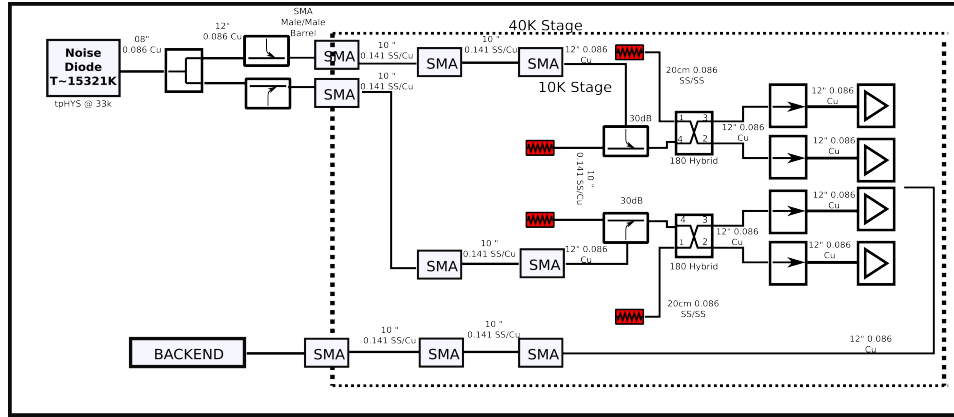 40K Stage
SMA
Male/Male
Barrel
12"
0.086 Cu
08"
0.086 Cu
Noise
Diode
T~15321K
tpHYS @ 33k
SMA
10 "
0.141 SS/Cu
SMA
10 "
0.141 SS/Cu
SMA
12" 0.086
Cu
SMA
10 "
0.141 SS/Cu
10K Stage
20cm 0.086
SS/SS
30dB
1 3
4 2
180 Hybrid
12" 0.086
Cu
12" 0.086
Cu
12" 0.086
Cu
10 "
0.141 SS/Cu
30dB
4 3
1 2
180 Hybrid
12" 0.086
Cu
12" 0.086
Cu
12" 0.086
Cu
SMA
10 "
0.141 SS/Cu
SMA
12" 0.086
Cu
20cm 0.086
SS/SS
BACKEND
SMA
10 "
0.141 SS/Cu
SMA
10 "
0.141 SS/Cu
SMA
12" 0.086
Cu